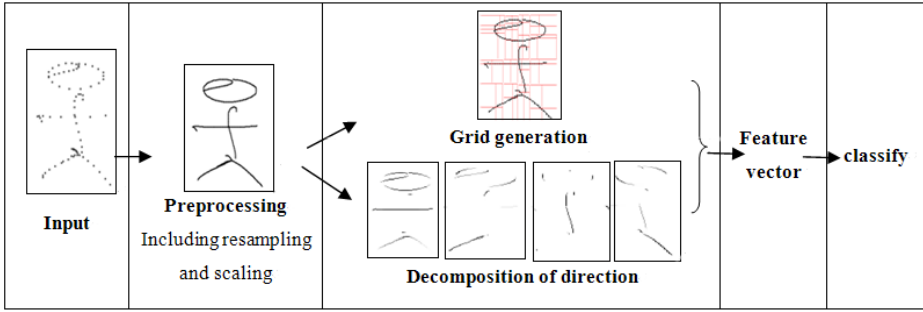 Input
Preprocessing
Including resampling
and scaling
Grid generation
Decomposition of direction
Feature
vector
classify